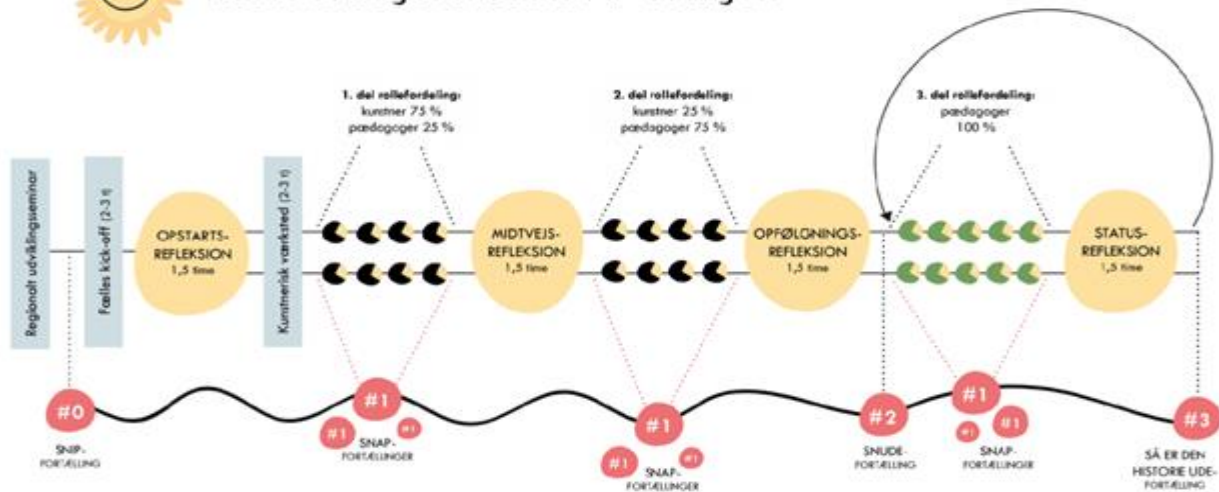 1. del rollefordeling:
kunstner 75 %
pædagoger 25 %
2. del rollefordeling:
kunstner 25 %
pædagoger 75 %
3. del rollefordeling:
pædagoger
100 %
Regionalt udviklingsseminar
Fælles kick-off (2-3 t)
OPSTARTS-
REFLEKSION
1,5 time
Kunstnerisk værksted (2-3 t)
MIDTVEJS-
REFLEKSION
1,5 time
OPFØLGNINGS-
REFLEKSION
1,5 time
STATUS-
REFLEKSION
1,5 time
#0
SNIP-
FORTÆLLING
#1
#1
#1
SNAP-
FORTÆLLINGER
#1
#1
#1
SNAP-
FORTÆLLINGER
#2
SNUDE-
FORTÆLLING
#1
#1
#1
SNAP-
FORTÆLLINGER
#3
SÅ ER DEN
HISTORIE UDE-
FORTÆLLING